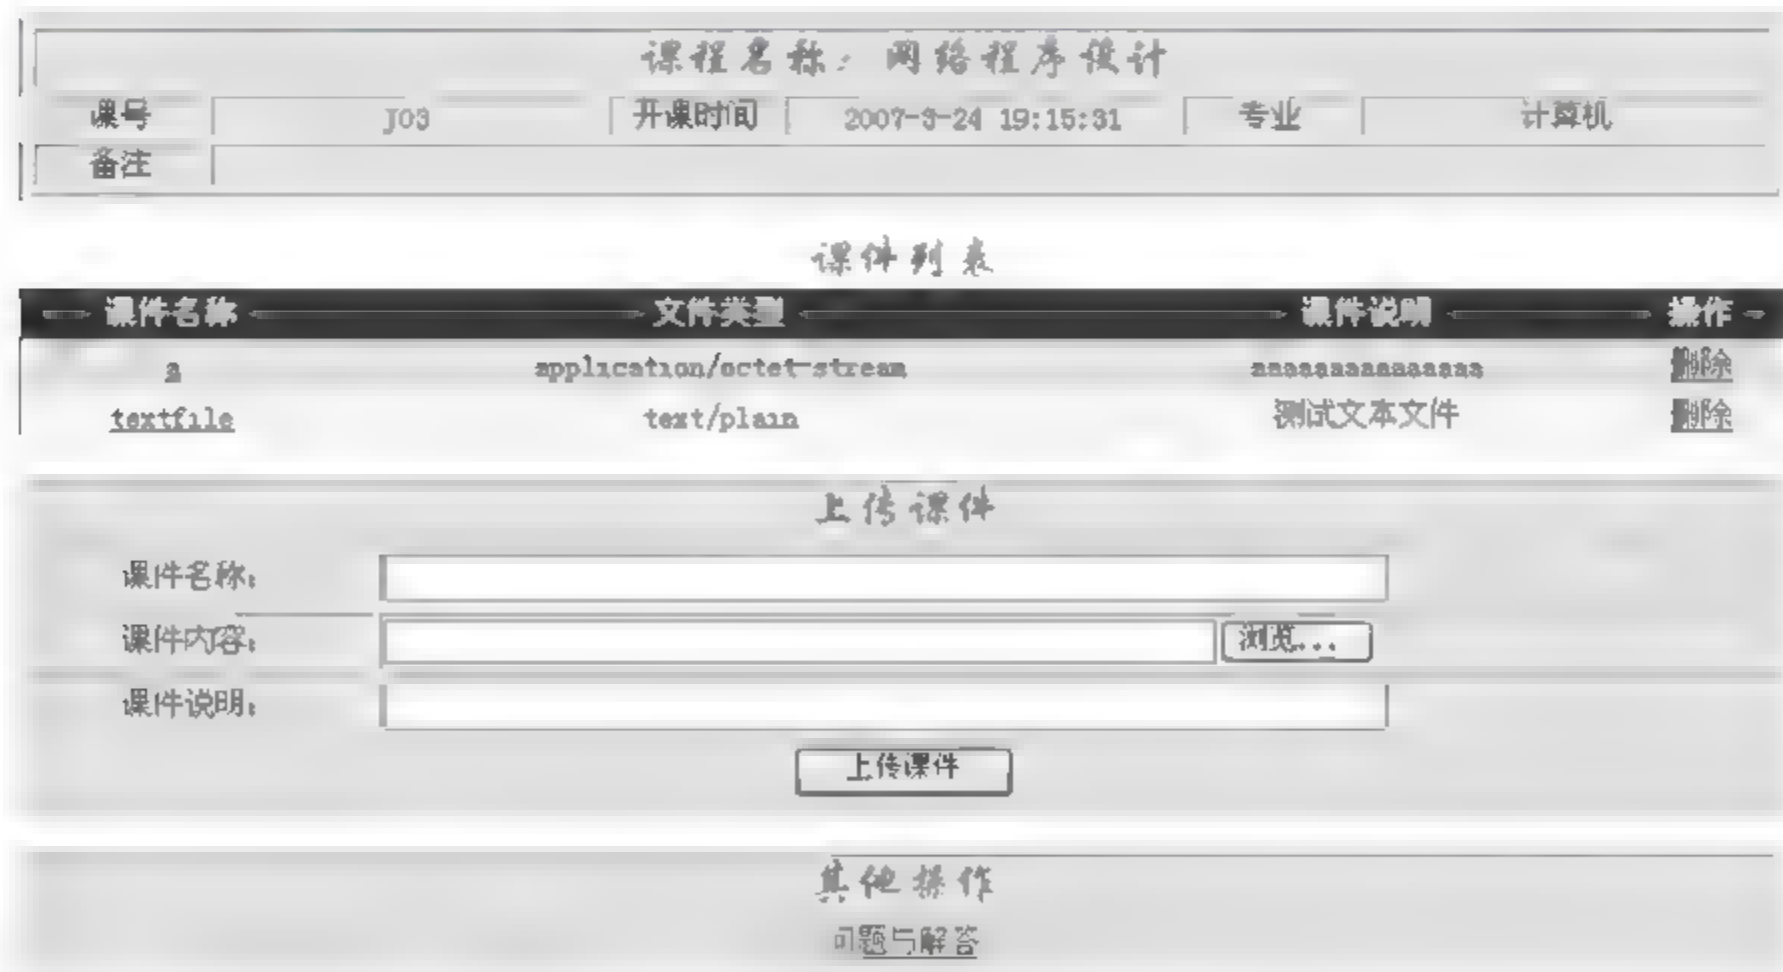 课程名称：网络程序设计
课号 J03 开课时间 2007-3-24 19:15:31 专业 计算机
备注
课件列表
课件名称 文件类型 课件说明 操作
a application/octet-stream aaaaaaaaaaaaaaa 删除
textfile text/plain 测试文本文件 删除
上传课件
课件名称：
课件内容： 浏览...
课件说明：
上传课件
其他操作
问题与解答